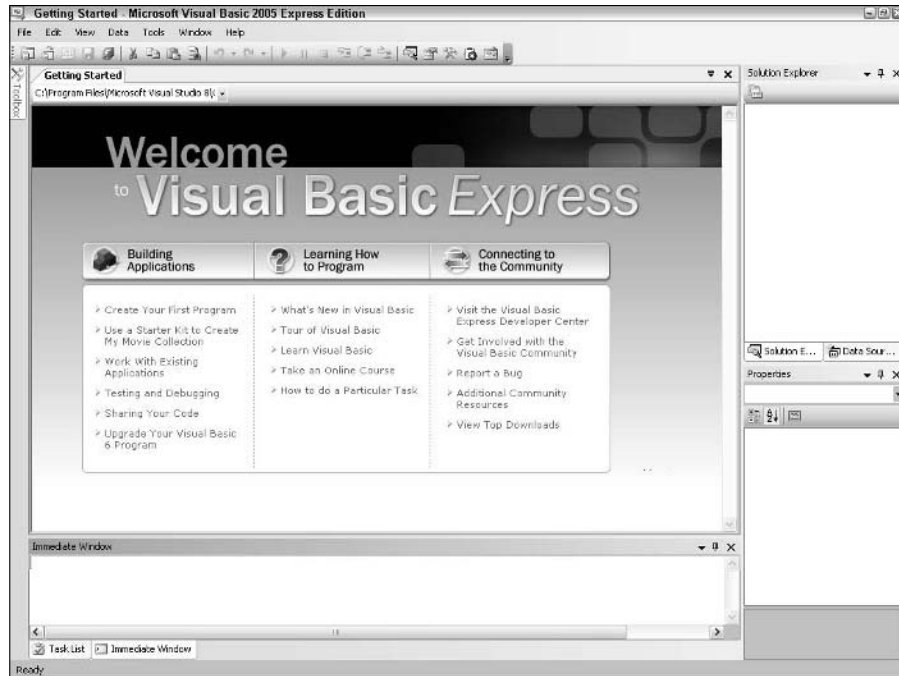 Getting Started - Microsoft Visual Basic 2005 Express Edition
File Edit View Data Tools Window Help
Toolbox
Getting Started
C:\Program Files\Microsoft Visual Studio 8\
Welcome
to Visual Basic Express
Building
Applications
Create Your First Program
Use a Starter Kit to Create
My Movie Collection
Work With Existing
Applications
Testing and Debugging
Sharing Your Code
Upgrade Your Visual Basic
6 Program
Learning How
to Program
What's New in Visual Basic
Tour of Visual Basic
Learn Visual Basic
Take an Online Course
How to do a Particular Task
Connecting to
the Community
Visit the Visual Basic
Express Developer Center
Get Involved with the
Visual Basic Community
Report a Bug
Additional Community
Resources
View Top Downloads
Solution Explorer
Solution E... Data Sour...
Properties
Immediate Window
Task List Immediate Window
Ready